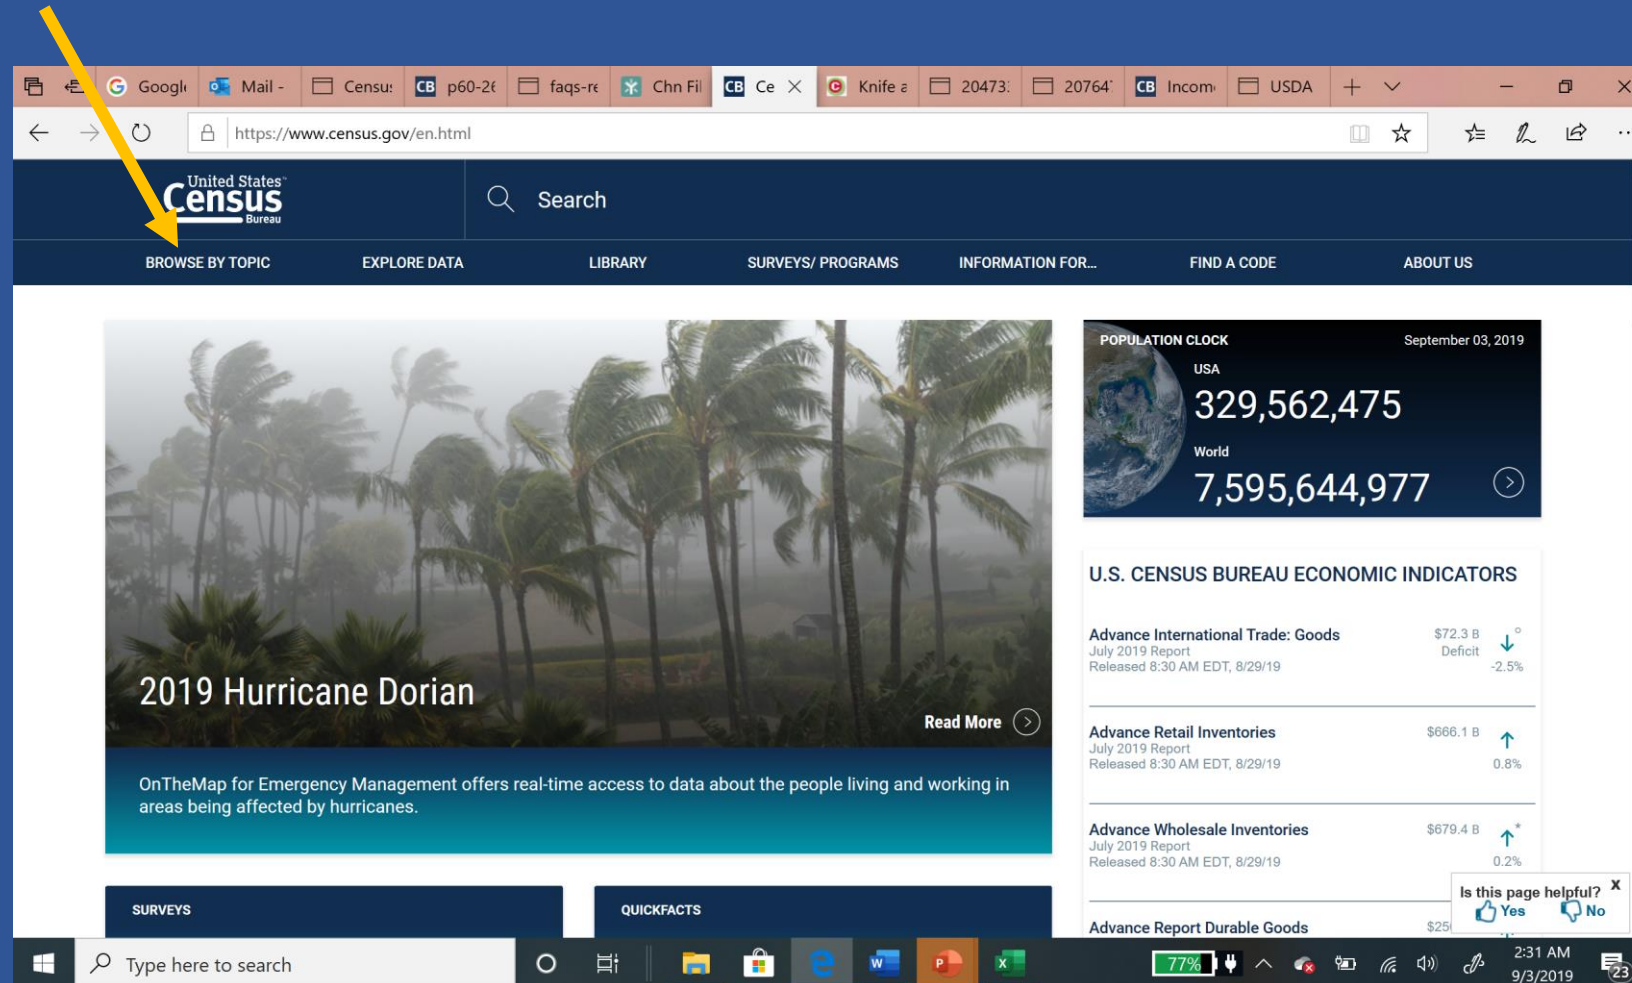 Googl
Mail -
Census
p60-26
faqs-re
Chn Fil
CB Ce
Knife a
20473
20764
CB Incom
USDA
https://www.census.gov/en.html
United States™
Census
Bureau
Search
BROWSE BY TOPIC
EXPLORE DATA
LIBRARY
SURVEYS/ PROGRAMS
INFORMATION FOR...
FIND A CODE
ABOUT US
2019 Hurricane Dorian
Read More
OnTheMap for Emergency Management offers real-time access to data about the people living and working in
areas being affected by hurricanes.
POPULATION CLOCK
September 03, 2019
USA
329,562,475
World
7,595,644,977
U.S. CENSUS BUREAU ECONOMIC INDICATORS
Advance International Trade: Goods
July 2019 Report
Released 8:30 AM EDT, 8/29/19
$72.3 B
Deficit
-2.5%
Advance Retail Inventories
July 2019 Report
Released 8:30 AM EDT, 8/29/19
$666.1 B
0.8%
Advance Wholesale Inventories
July 2019 Report
Released 8:30 AM EDT, 8/29/19
$679.4 B
0.2%
Advance Report Durable Goods
$25
Is this page helpful? X
Yes No
SURVEYS
QUICKFACTS
Type here to search
77%
2:31 AM
9/3/2019
23